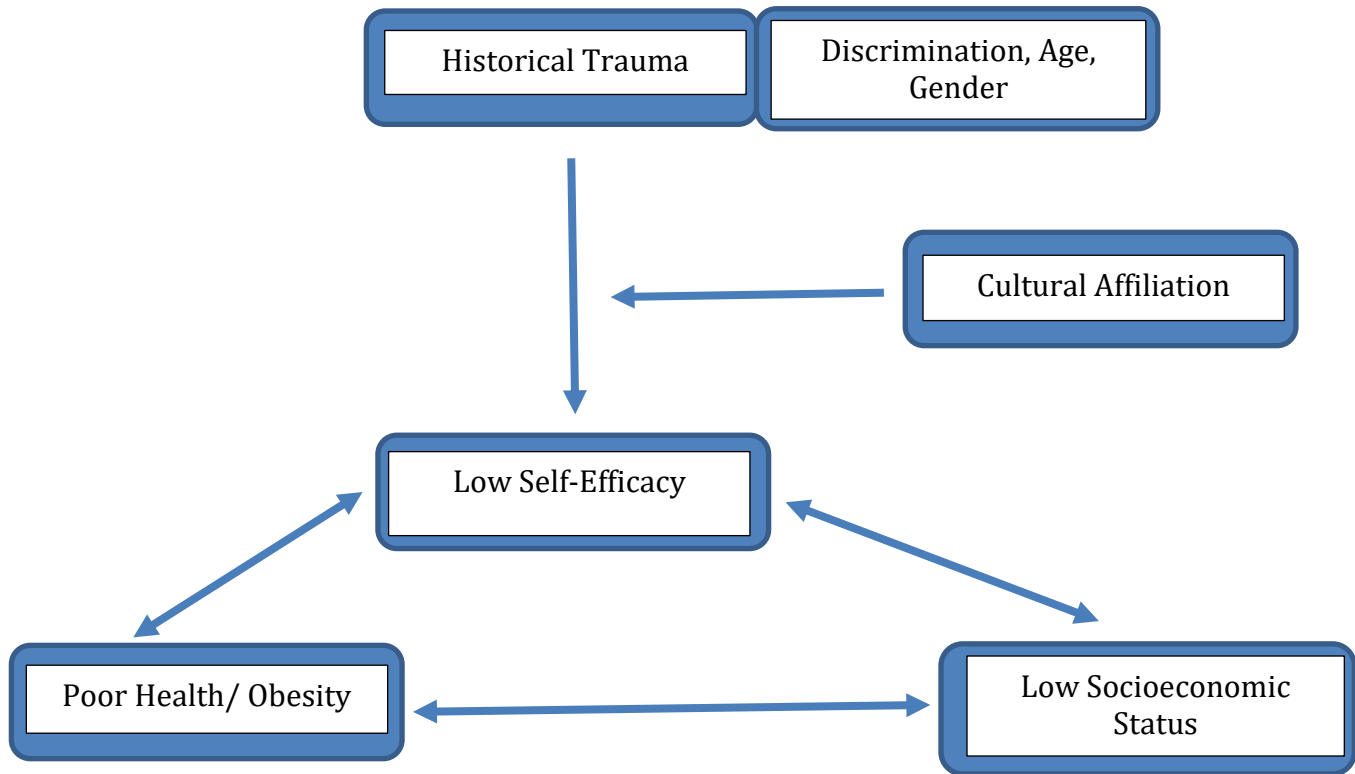 Historical Trauma
Discrimination, Age,
Gender
Cultural Affiliation
Low Self-Efficacy
Poor Health/ Obesity
Low Socioeconomic
Status